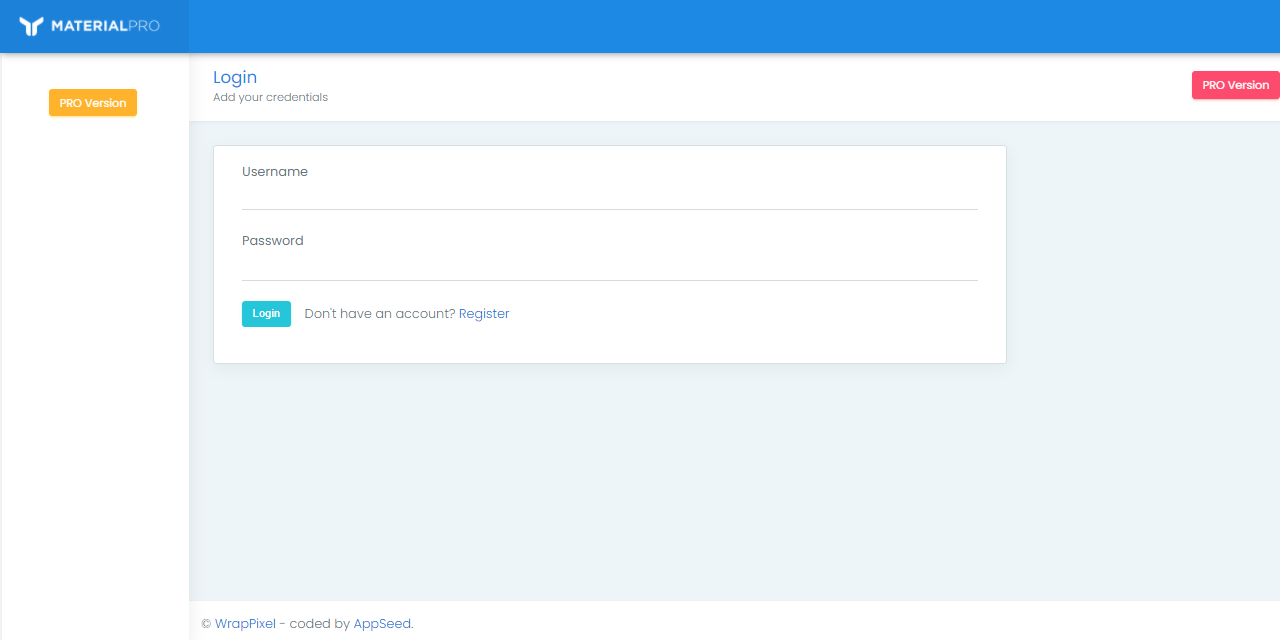 MATERIALPRO
PRO Version
Login
Add your credentials
PRO Version
Username
Password
Login Don't have an account? Register
© WrapPixel - coded by AppSeed.